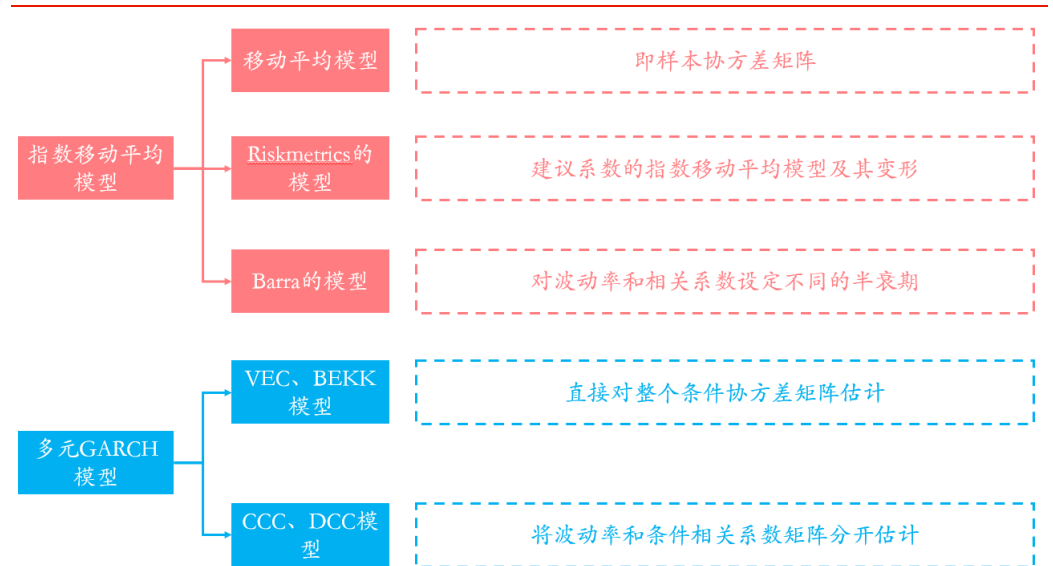 移动平均模型
即样本协方差矩阵
指数移动平均
模型
Riskmetrics的
模型
建议系数的指数移动平均模型及其变形
Barra的模型
对波动率和相关系数设定不同的半衰期
VEC、BEKK
模型
直接对整个条件协方差矩阵估计
多元GARCH
模型
CCC、DCC模
型
将波动率和条件相关系数矩阵分开估计